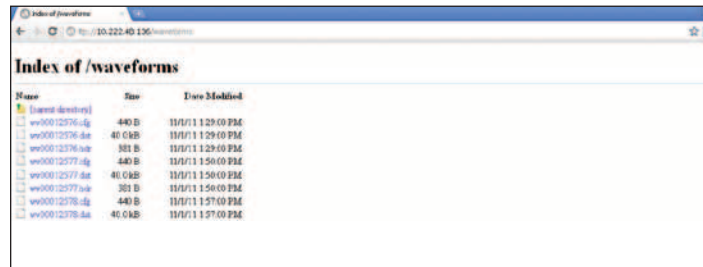 Index of /waveforms
ftp://10.222.48.136/waveforms
Index of /waveforms
Name Size Date Modified
[parent directory]
wv00012576.cfg 440 B 11/1/11 1:29:00 PM
wv00012576.dat 40.0 kB 11/1/11 1:29:00 PM
wv00012576.hdr 381 B 11/1/11 1:29:00 PM
wv00012577.cfg 440 B 11/1/11 1:50:00 PM
wv00012577.dat 40.0 kB 11/1/11 1:50:00 PM
wv00012577.hdr 381 B 11/1/11 1:50:00 PM
wv00012578.cfg 440 B 11/1/11 1:57:00 PM
wv00012578.dat 40.0 kB 11/1/11 1:57:00 PM